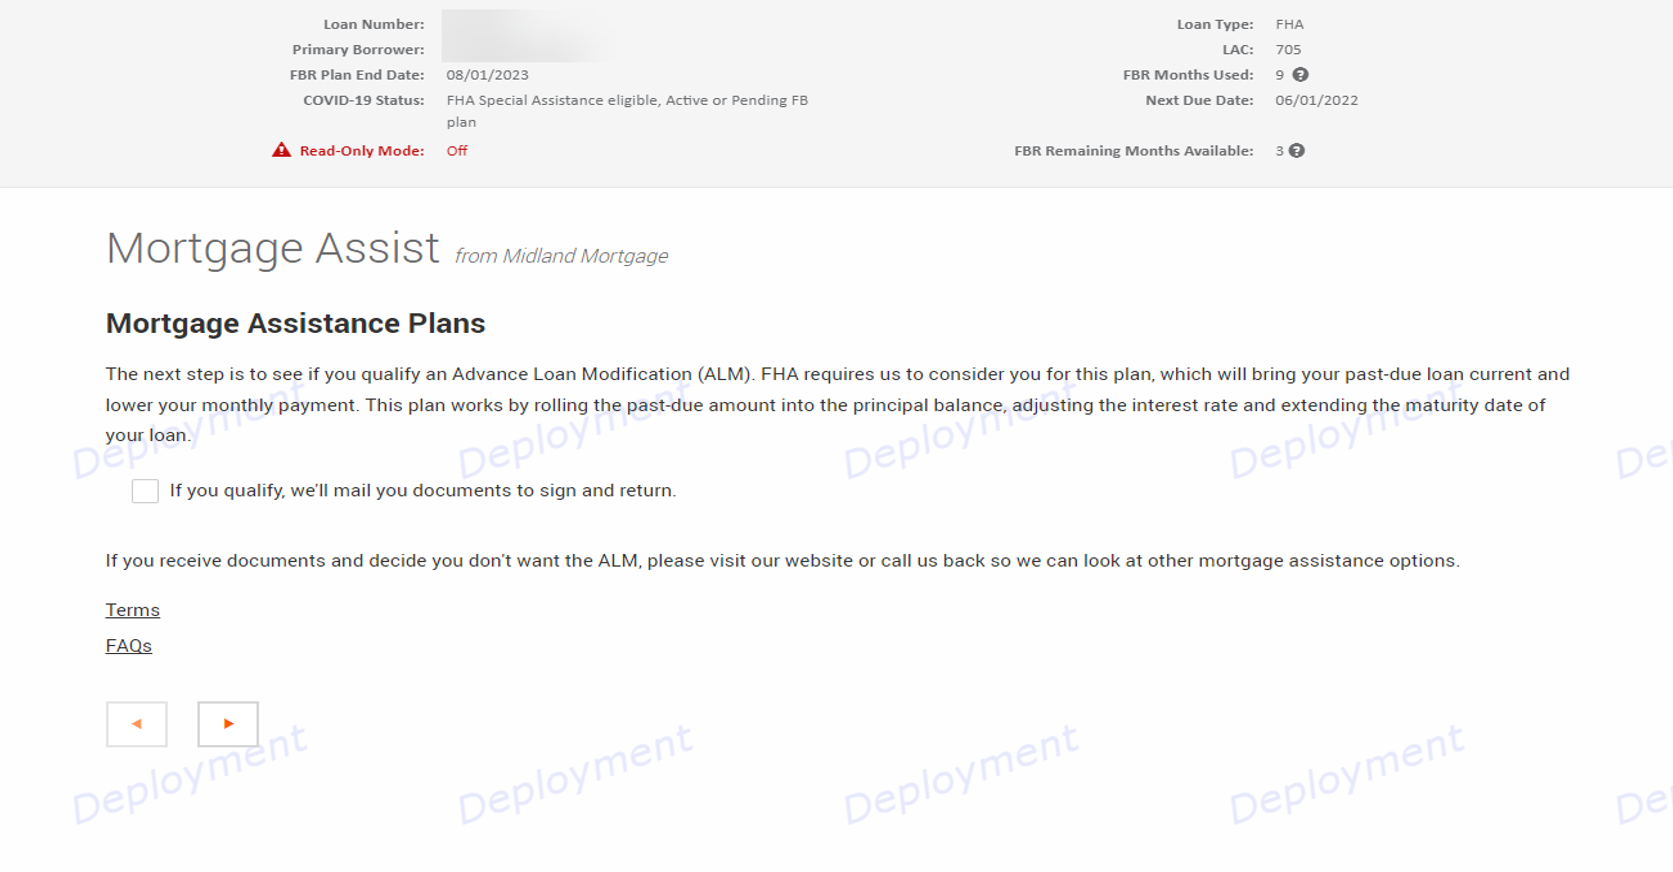 Loan Number:
Loan Type: FHA
Primary Borrower:
LAC: 705
FBR Plan End Date: 08/01/2023
FBR Months Used: 9 ?
COVID-19 Status: FHA Special Assistance eligible, Active or Pending FB
plan
Next Due Date: 06/01/2022
Read-Only Mode: Off
FBR Remaining Months Available: 3 ?
Mortgage Assist from Midland Mortgage
Mortgage Assistance Plans
The next step is to see if you qualify an Advance Loan Modification (ALM). FHA requires us to consider you for this plan, which will bring your past-due loan current and
lower your monthly payment. This plan works by rolling the past-due amount into the principal balance, adjusting the interest rate and extending the maturity date of
your loan.
Deployment Deployment Deployment Deployment De
If you qualify, we'll mail you documents to sign and return.
If you receive documents and decide you don't want the ALM, please visit our website or call us back so we can look at other mortgage assistance options.
Terms
FAQs
Deployment Deployment Deployment Deployment De